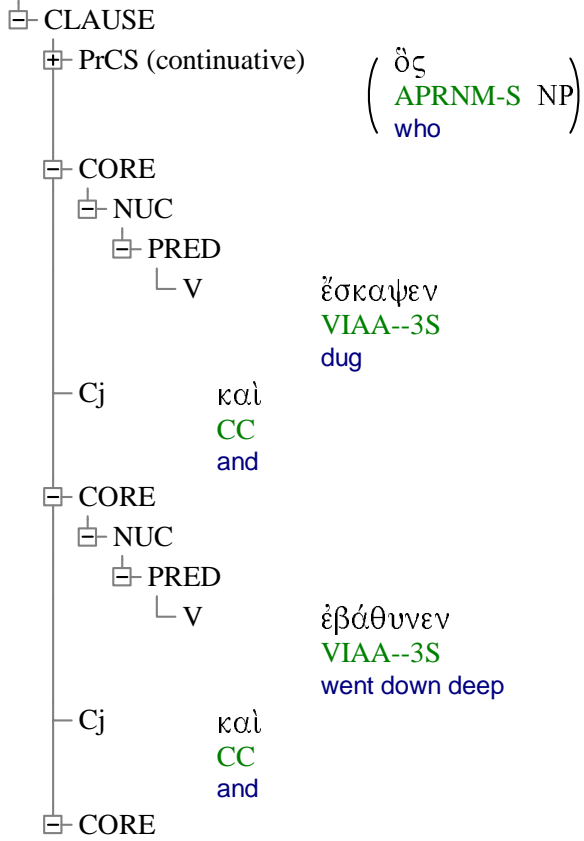 CLAUSE
PrCS (continuative) ( ὃς
APRNM-S NP)
who
CORE
NUC
PRED
V ἔσκαψεν
VIAA--3S
dug
Cj καὶ
CC
and
CORE
NUC
PRED
V ἐβάθυνεν
VIAA--3S
went down deep
Cj καὶ
CC
and
CORE